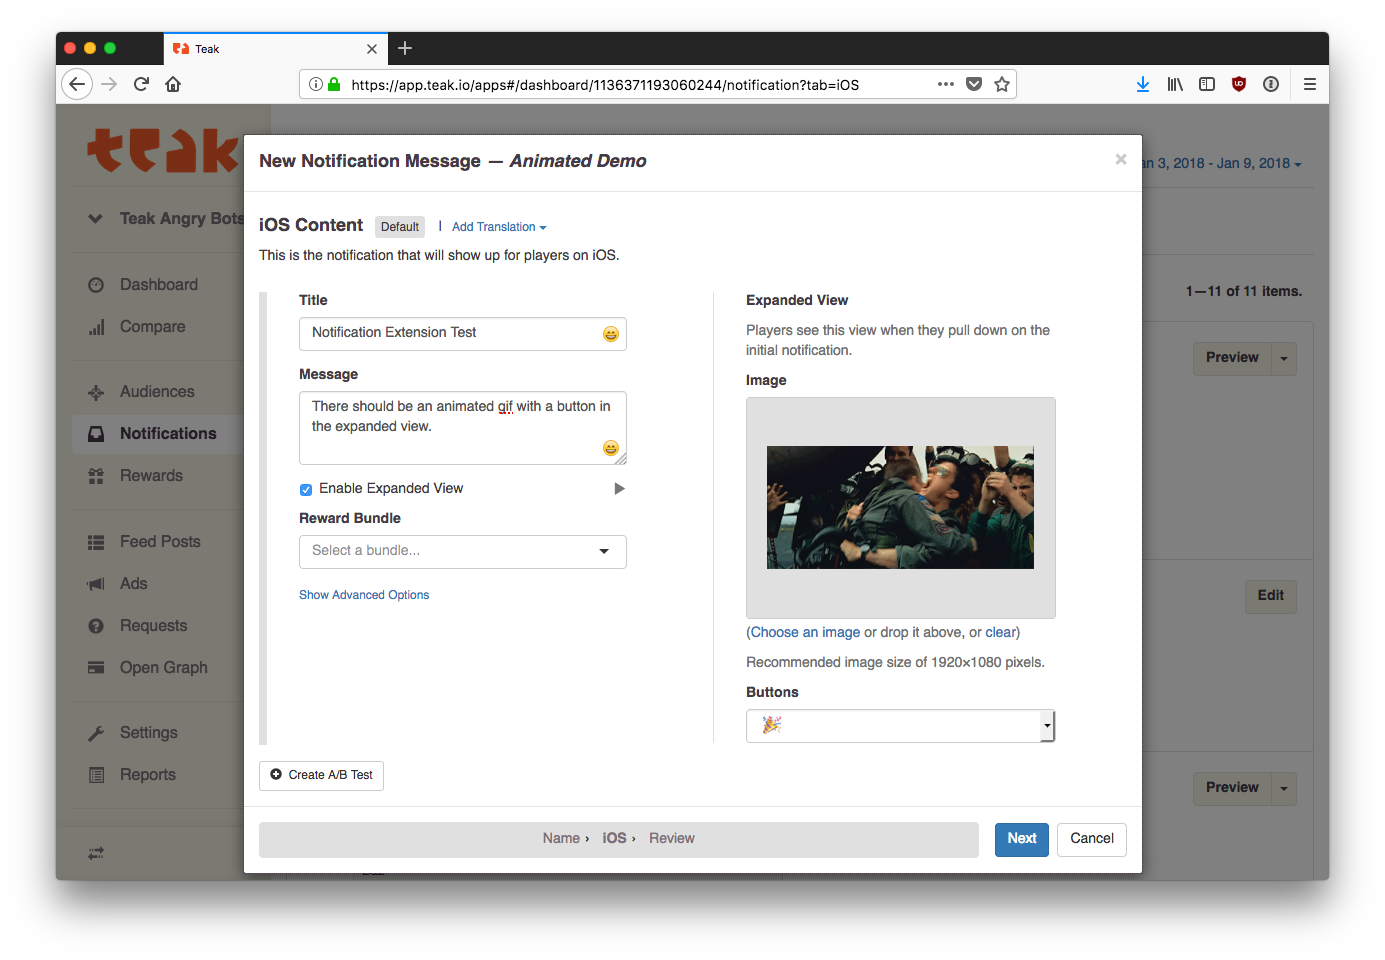 Teak
https://app.teak.io/apps#/dashboard/1136371193060244/notification?tab=iOS
teak
New Notification Message — Animated Demo
an 3, 2018 - Jan 9, 2018
Teak Angry Bots
iOS Content Default | Add Translation
This is the notification that will show up for players on iOS.
Dashboard
Compare
Audiences
Notifications
Rewards
Feed Posts
Ads
Requests
Open Graph
Settings
Reports
Title
Notification Extension Test
Message
There should be an animated gif with a button in
the expanded view.
Enable Expanded View
Reward Bundle
Select a bundle...
Show Advanced Options
Expanded View
Players see this view when they pull down on the
initial notification.
Image
(Choose an image or drop it above, or clear)
Recommended image size of 1920×1080 pixels.
Buttons
Create A/B Test
Name › iOS › Review
Next
Cancel
1—11 of 11 items.
Preview
Edit
Preview